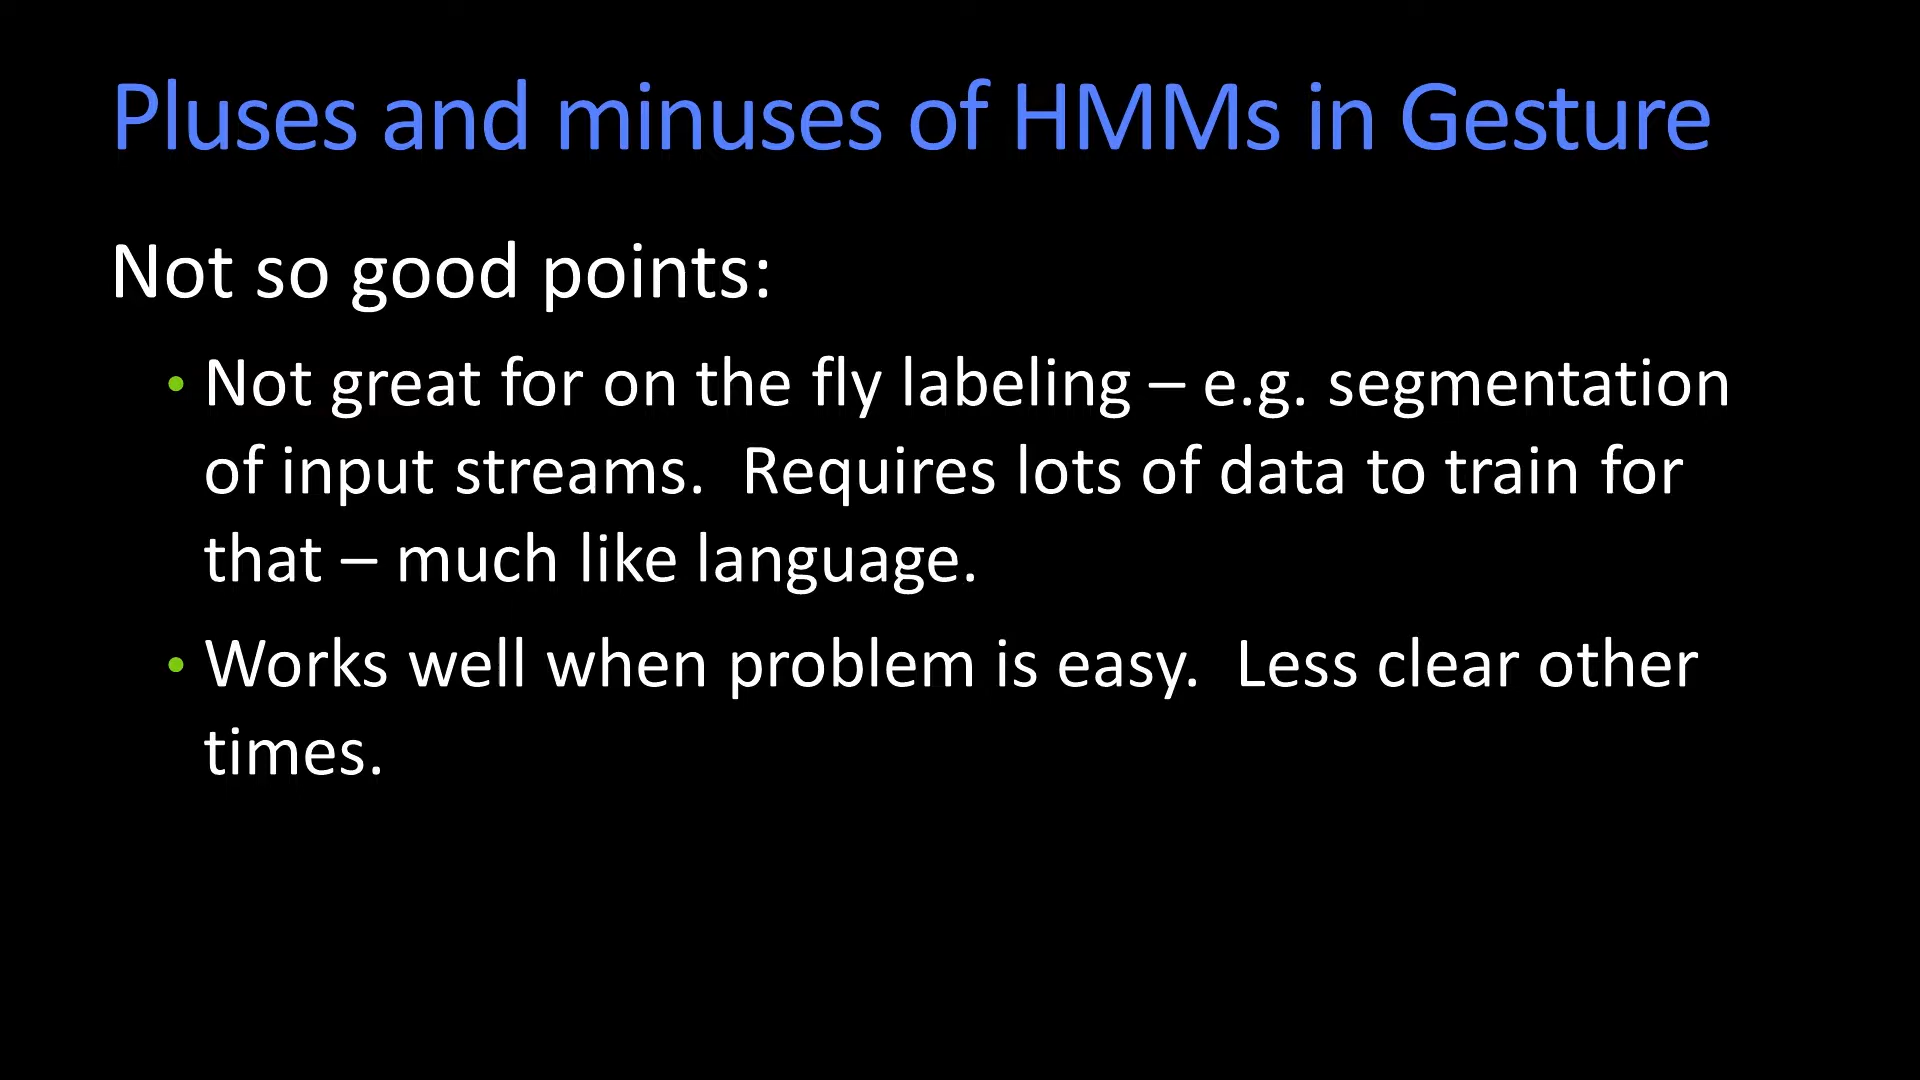 Pluses and minuses of HMMs in Gesture
Not so good points:
• Not great for on the fly labeling – e.g. segmentation
of input streams.  Requires lots of data to train for
that – much like language.
• Works well when problem is easy.  Less clear other
times.